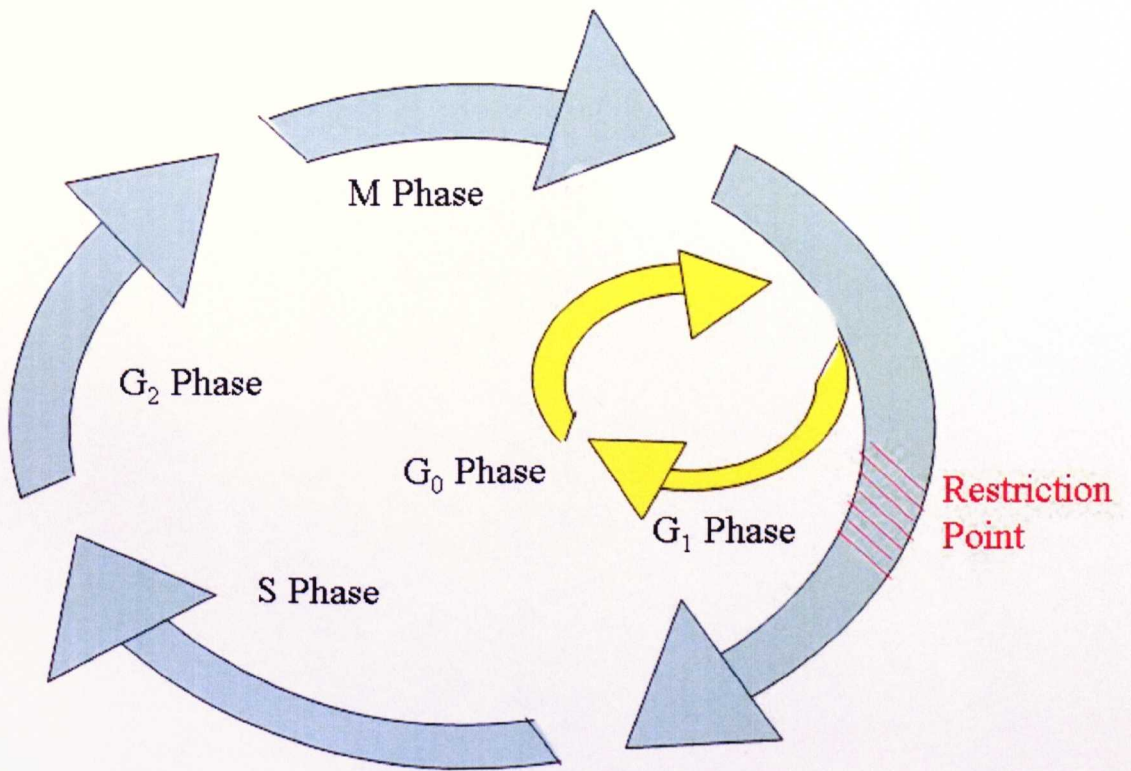 M Phase
G₂ Phase
G₀ Phase
G₁ Phase
Restriction
Point
S Phase